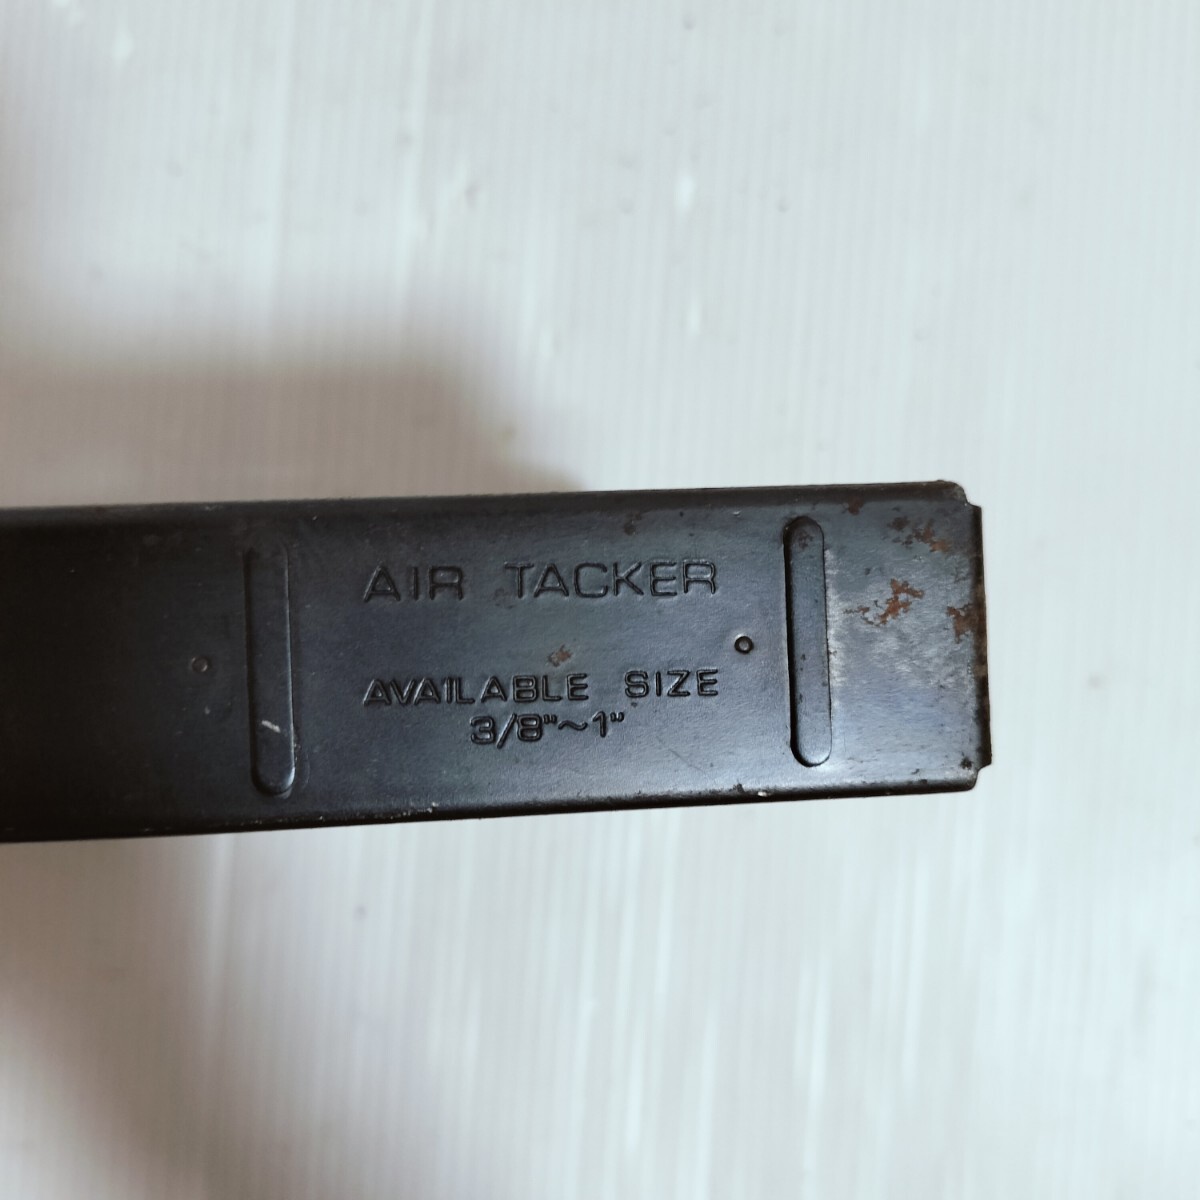 AIR TACKER
AVAILABLE SIZE
3/8"~1"